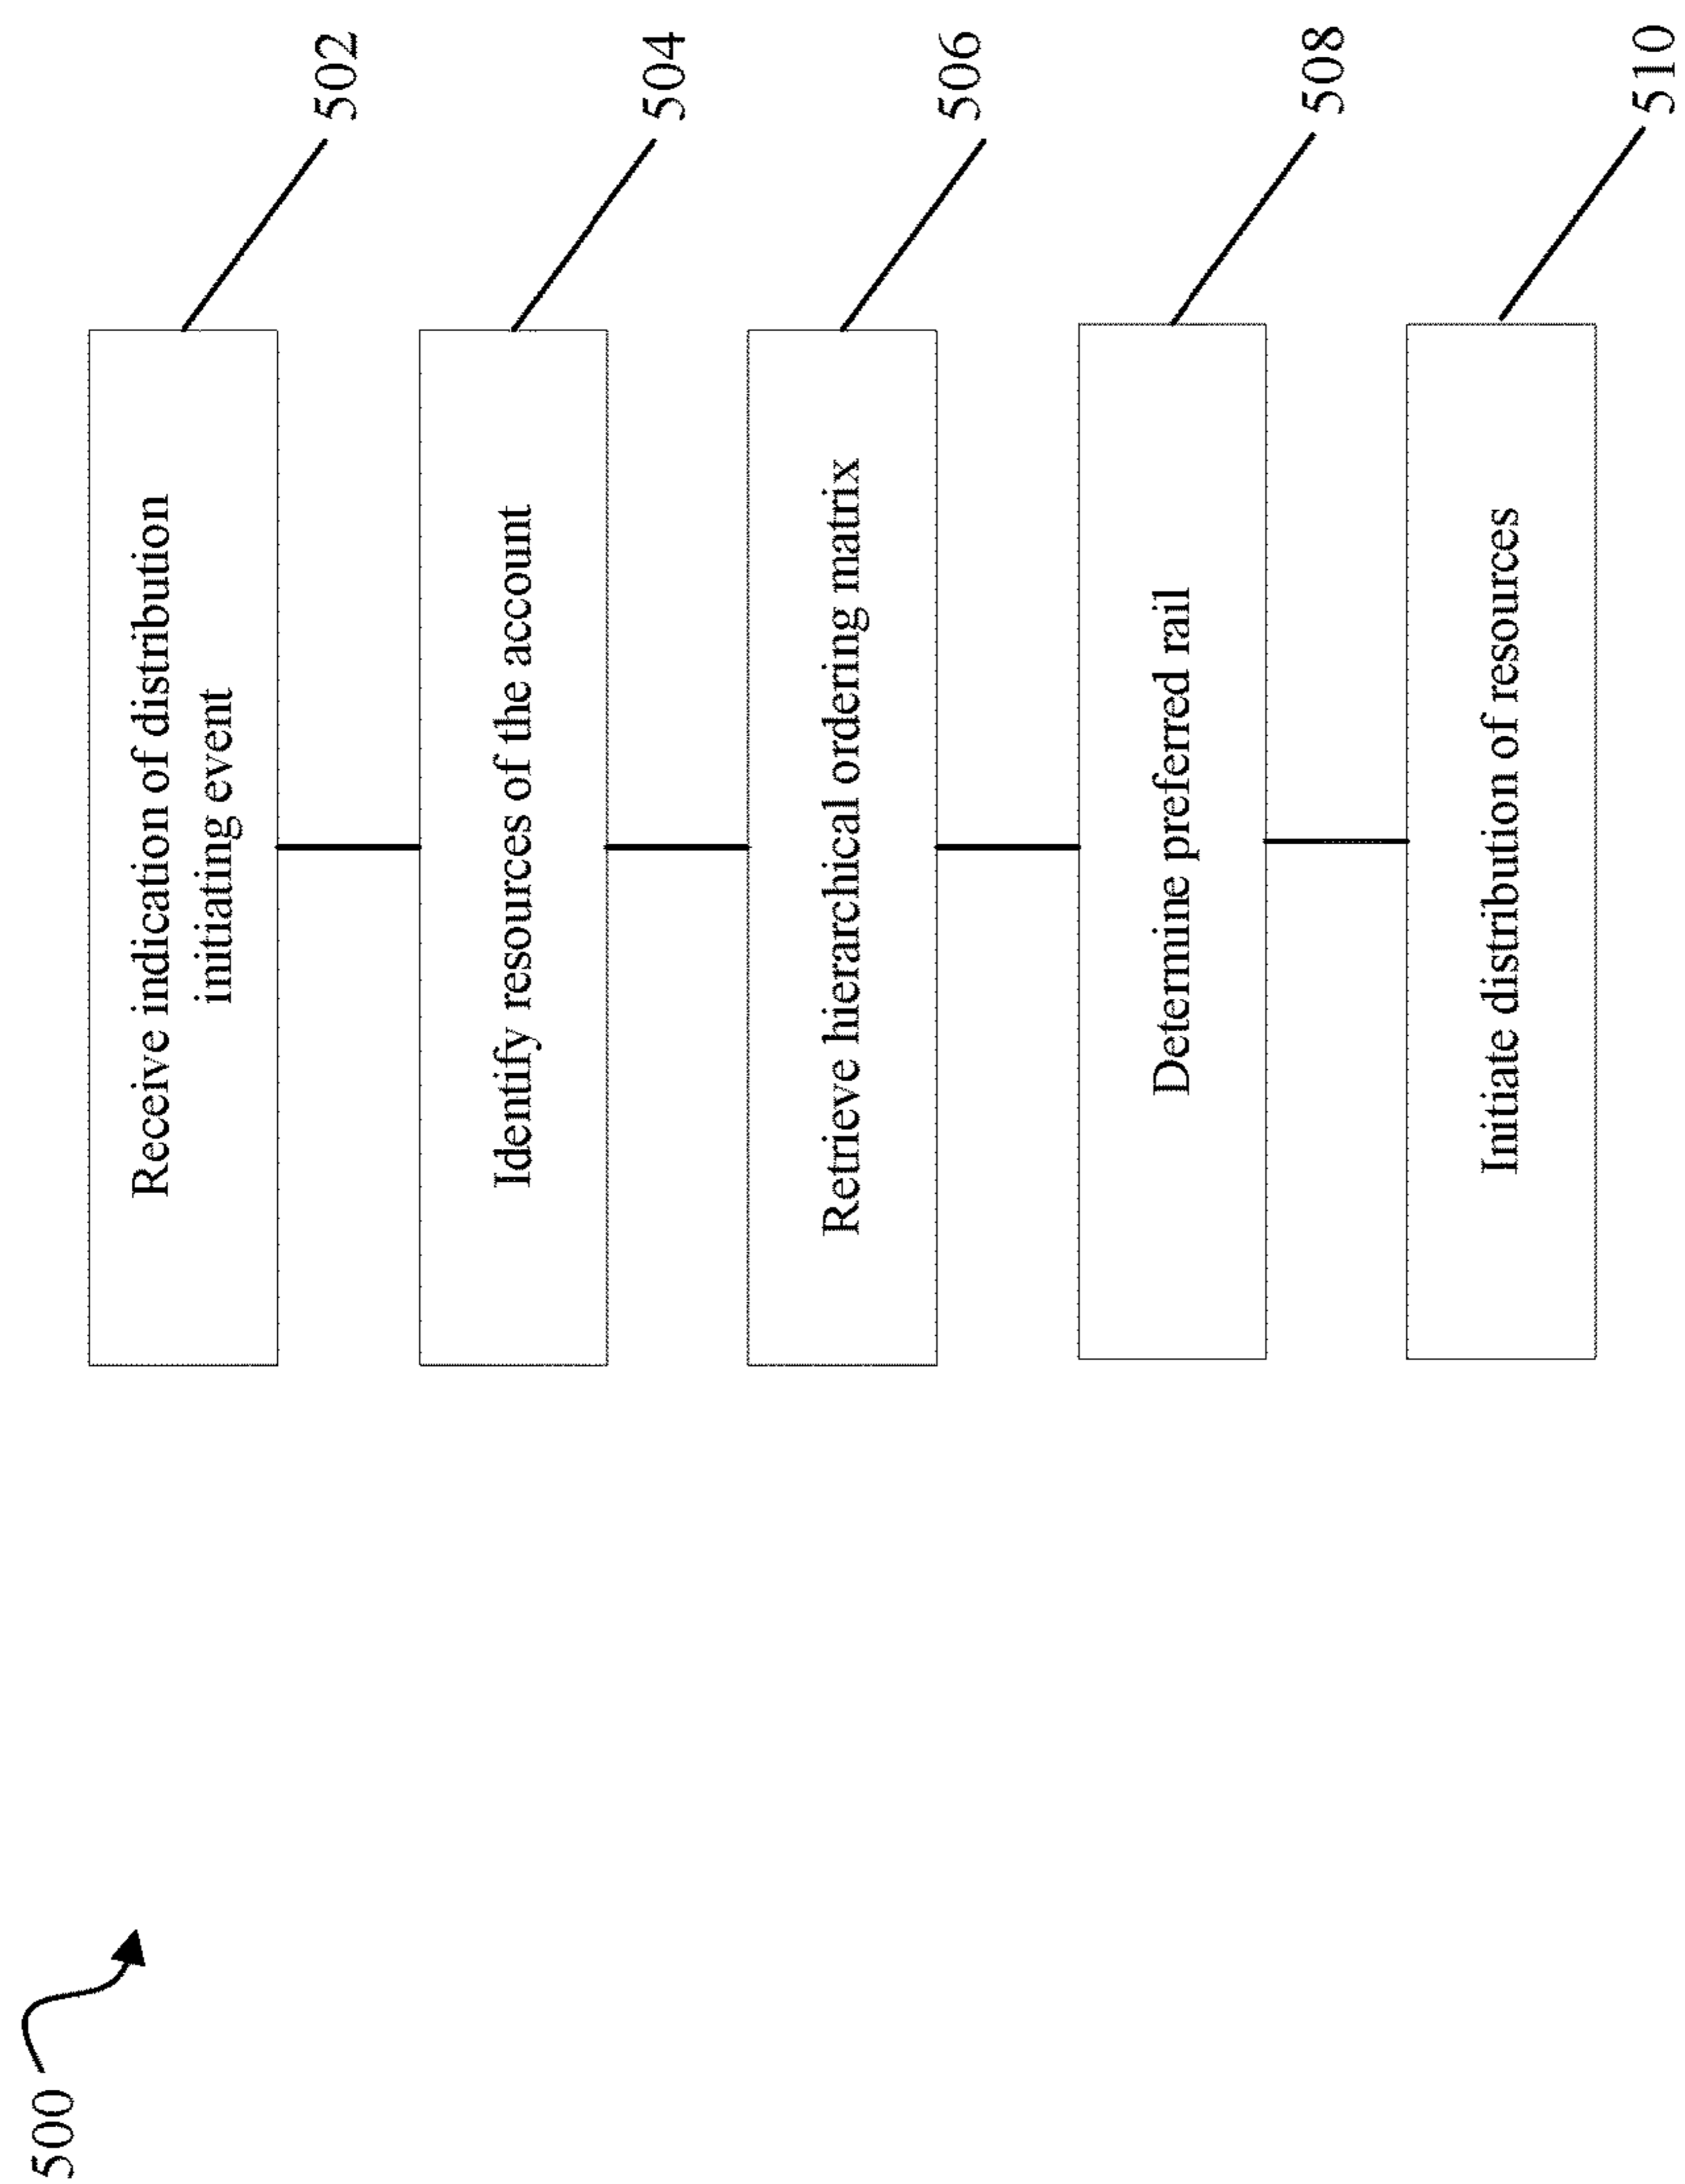 500
Receive indication of distribution
initiating event
502
Identify resources of the account
504
Retrieve hierarchical ordering matrix
506
Determine preferred rail
508
Initiate distribution of resources
510